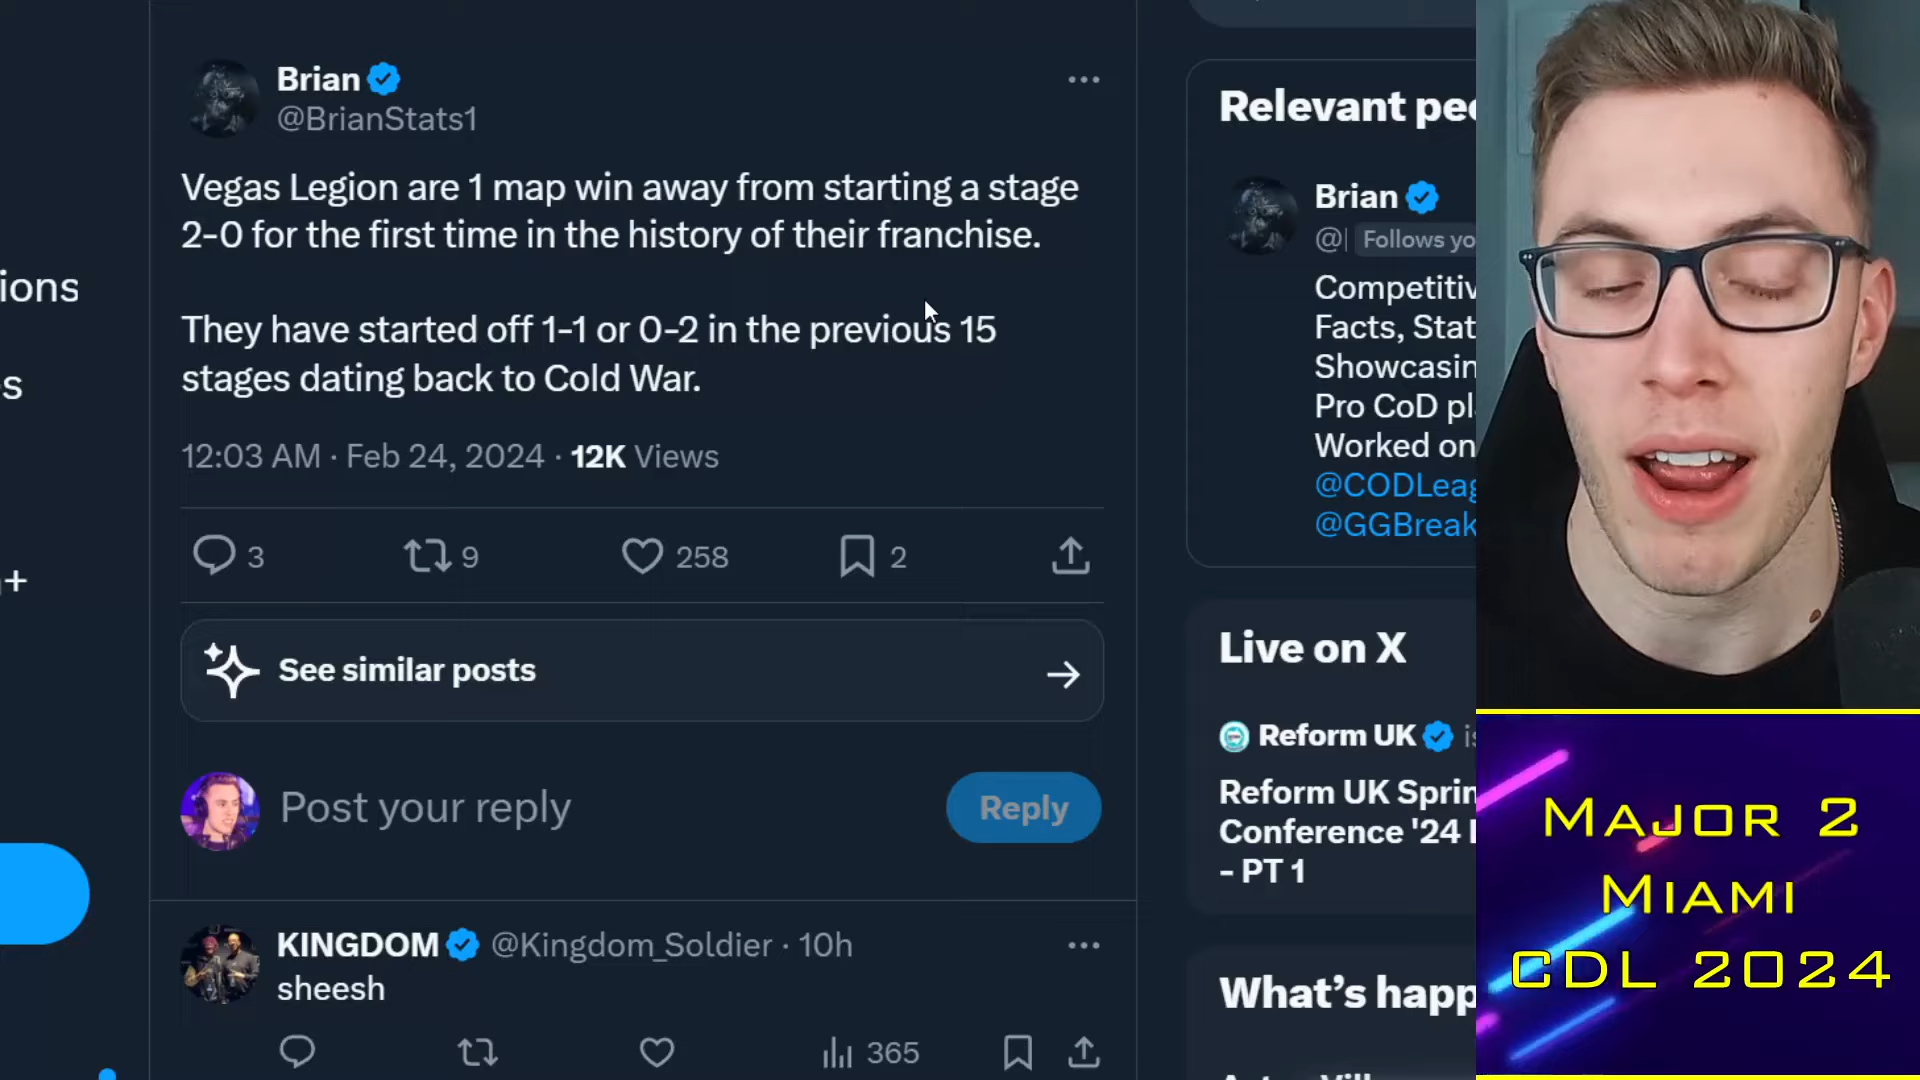 Brian
@BrianStats1
Vegas Legion are 1 map win away from starting a stage
2-0 for the first time in the history of their franchise.
They have started off 1-1 or 0-2 in the previous 15
stages dating back to Cold War.
12:03 AM · Feb 24, 2024 · 12K Views
3
9
258
2
See similar posts
Post your reply
Reply
KINGDOM @Kingdom_Soldier · 10h
sheesh
365
ions
s
+
Relevant peo
Brian
@ Follows yo
Competitiv
Facts, Stat
Showcasin
Pro CoD pl
Worked on
@CODLeag
@GGBreak
Live on X
Reform UK is
Reform UK Sprin
Conference '24
- PT 1
What's happ
MAJOR 2
MIAMI
CDL 2024